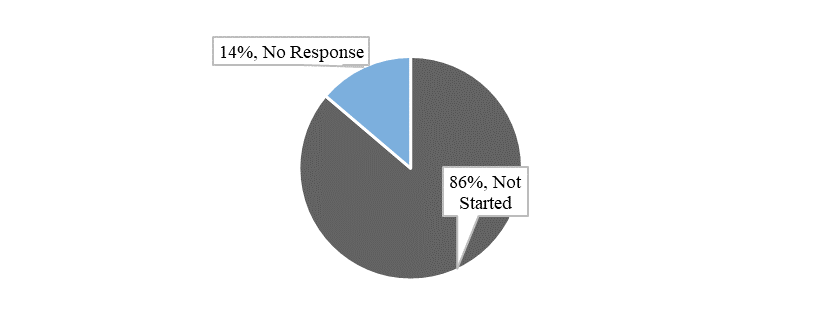 14%, No Response
86%, Not
Started